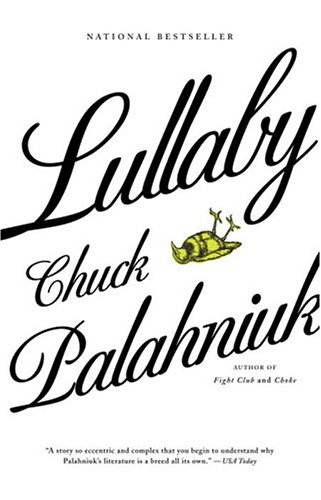 NATIONAL BESTSELLER
Lullaby
Chuck
Palahniuk
AUTHOR OF
Fight Club and Choke
"A story so eccentric and complex that you begin to understand why
Palahniuk's literature is a breed all its own." — USA Today